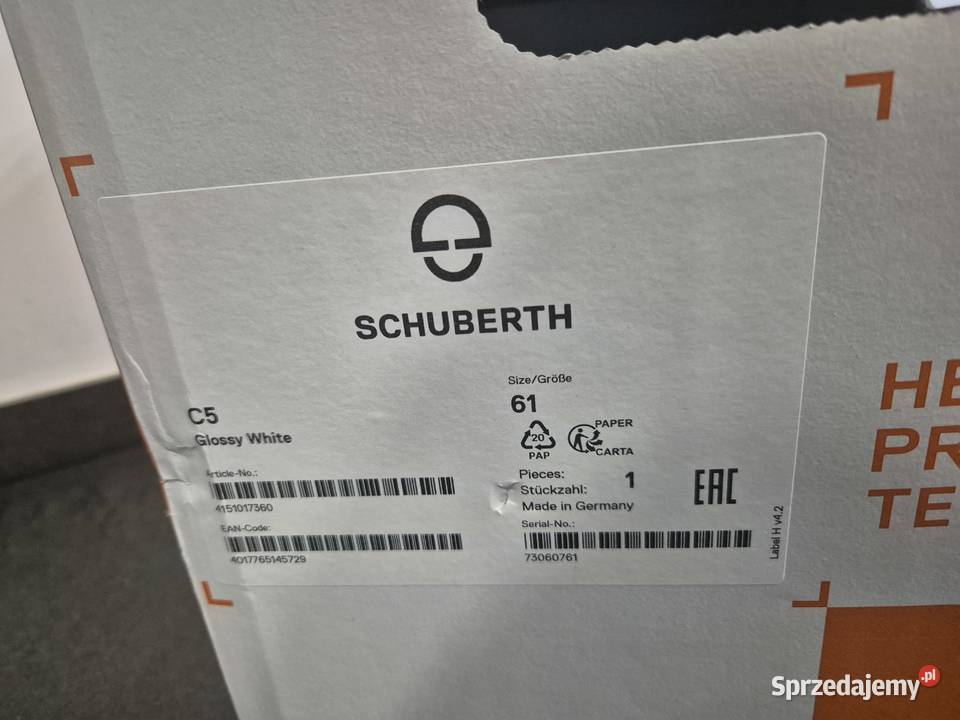 SCHUBERTH
C5
Glossy White
Size/Größe
61
20
PAP
PAPER
CARTA
Article-No.:
4151017360
Pieces:
Stückzahl:
1
Made in Germany
EAC
EAN-Code:
4017765145729
Serial-No.:
73060761
Label H v4.2
HE
PR
TE
Sprzedajemy.pl